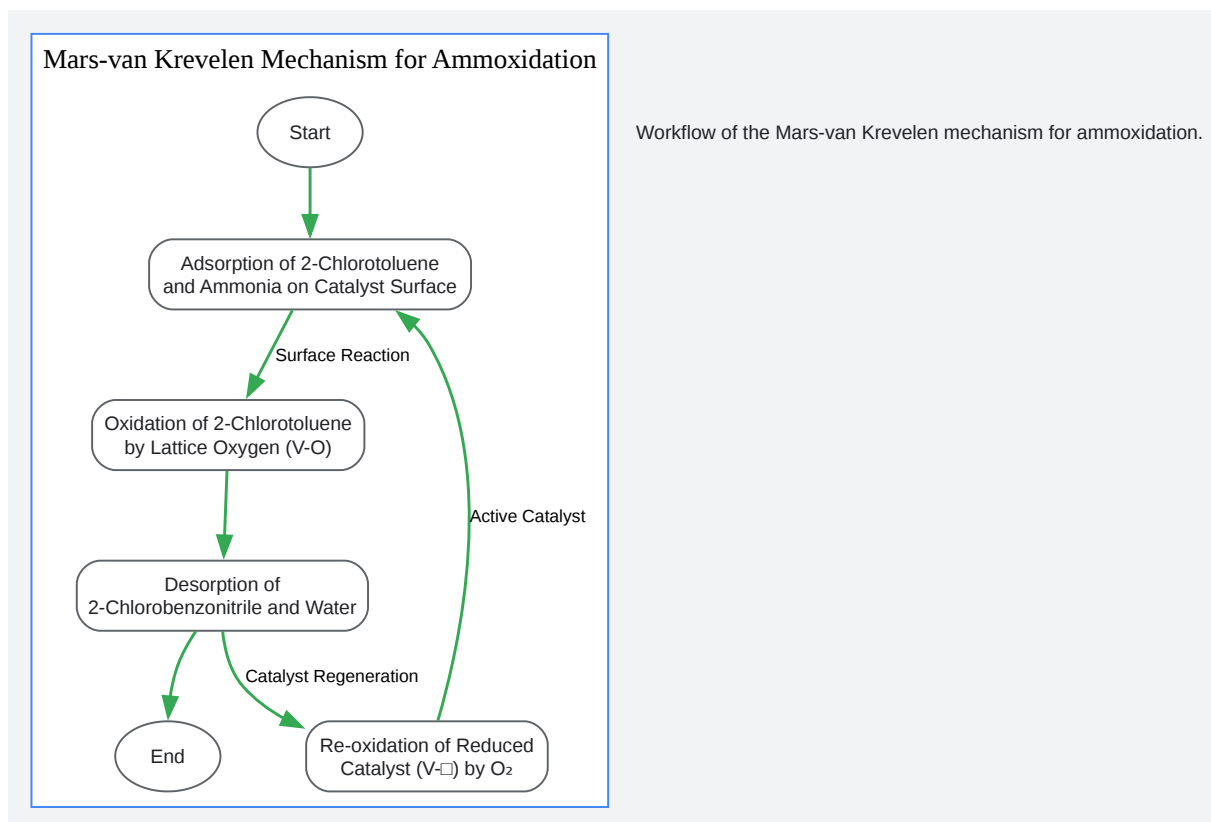 Mars-van Krevelen Mechanism for Ammoxidation
Start
Workflow of the Mars-van Krevelen mechanism for ammoxidation.
Adsorption of 2-Chlorotoluene
and Ammonia on Catalyst Surface
Surface Reaction
Oxidation of 2-Chlorotoluene
by Lattice Oxygen (V-O)
Active Catalyst
Desorption of
2-Chlorobenzonitrile and Water
Catalyst Regeneration
End
Re-oxidation of Reduced
Catalyst (V-□) by O₂